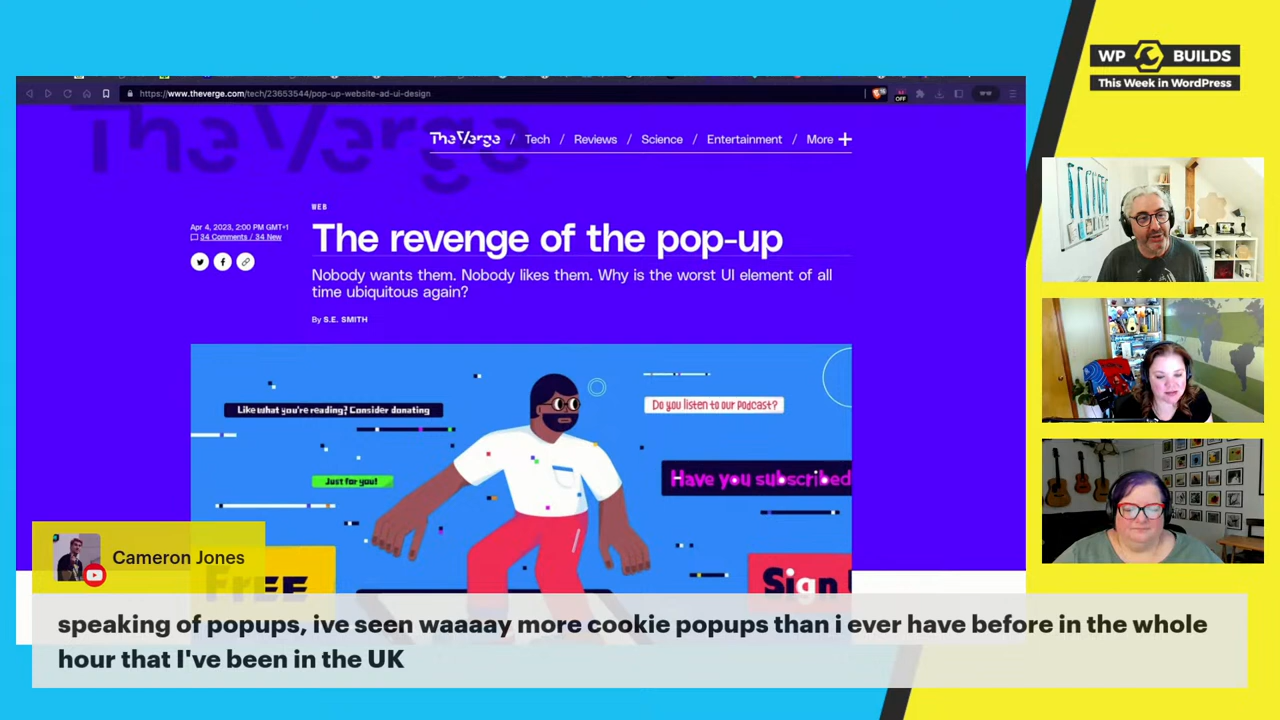 WP BUILDS
This Week in WordPress
https://www.theverge.com/tech/23653544/pop-up-website-ad-ui-design
OFF
The Verge
The Verge / Tech / Reviews / Science / Entertainment / More +
WEB
Apr 4, 2023, 2:00 PM GMT+1
34 Comments / 34 New
The revenge of the pop-up
Nobody wants them. Nobody likes them. Why is the worst UI element of all
time ubiquitous again?
By S.E. SMITH
Like what you're reading? Consider donating
Do you listen to our podcast?
Just for you!
Have you subscribed
FREE
Sign
Cameron Jones
speaking of popups, ive seen waaaay more cookie popups than i ever have before in the whole
hour that I've been in the UK